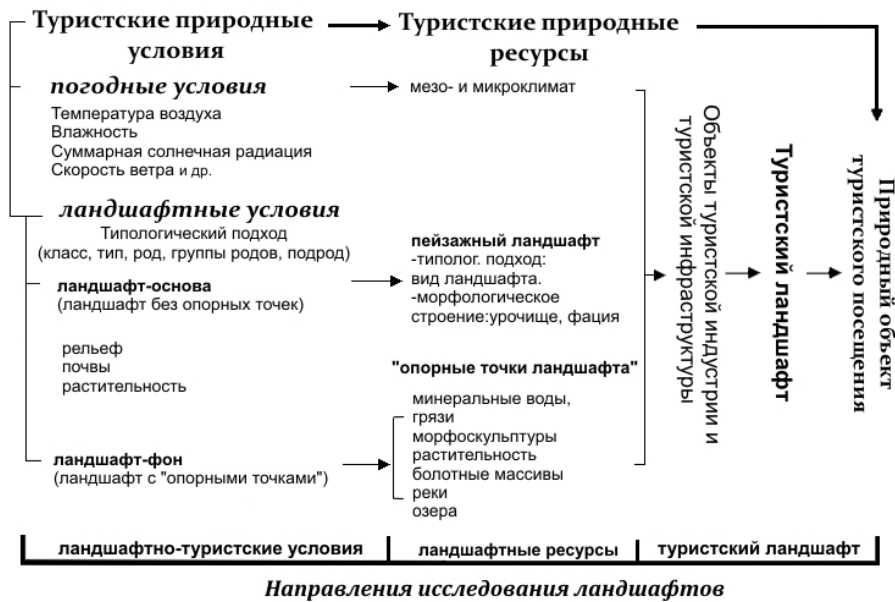 Туристские природные
условия
Туристские природные
ресурсы
погодные условия
мезо- и микроклимат
Температура воздуха
Влажность
Суммарная солнечная радиация
Скорость ветра и др.
ландшафтные условия
Типологический подход
(класс, тип, род, группы родов, подрод)
ландшафт-основа
(ландшафт без опорных точек)
рельеф
почвы
растительность
ландшафт-фон
(ландшафт с "опорными точками")
пейзажный ландшафт
-типолог. подход:
вид ландшафта.
-морфологическое
строение:урочище, фация
"опорные точки ландшафта"
минеральные воды,
грязи
морфоскульптуры
растительность
болотные массивы
реки
озера
Объекты туристской индустрии и
туристской инфраструктуры
Туристский ландшафт
Природный объект
туристского посещения
ландшафтно-туристские условия
ландшафтные ресурсы
туристский ландшафт
Направления исследования ландшафтов